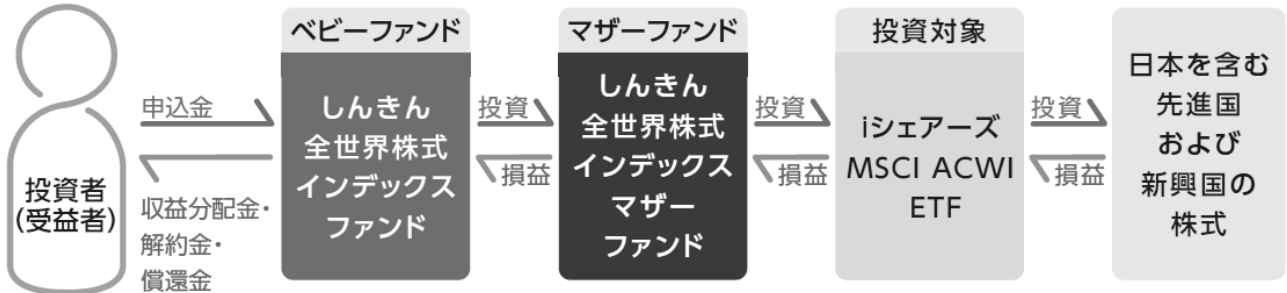 投資者
(受益者)
申込金
収益分配金・
解約金・
償還金
ベビーファンド
しんきん
全世界株式
インデックス
ファンド
投資
損益
マザーファンド
しんきん
全世界株式
インデックス
マザー
ファンド
投資
損益
投資対象
iシェアーズ
MSCI ACWI
ETF
投資
損益
日本を含む
先進国
および
新興国の
株式